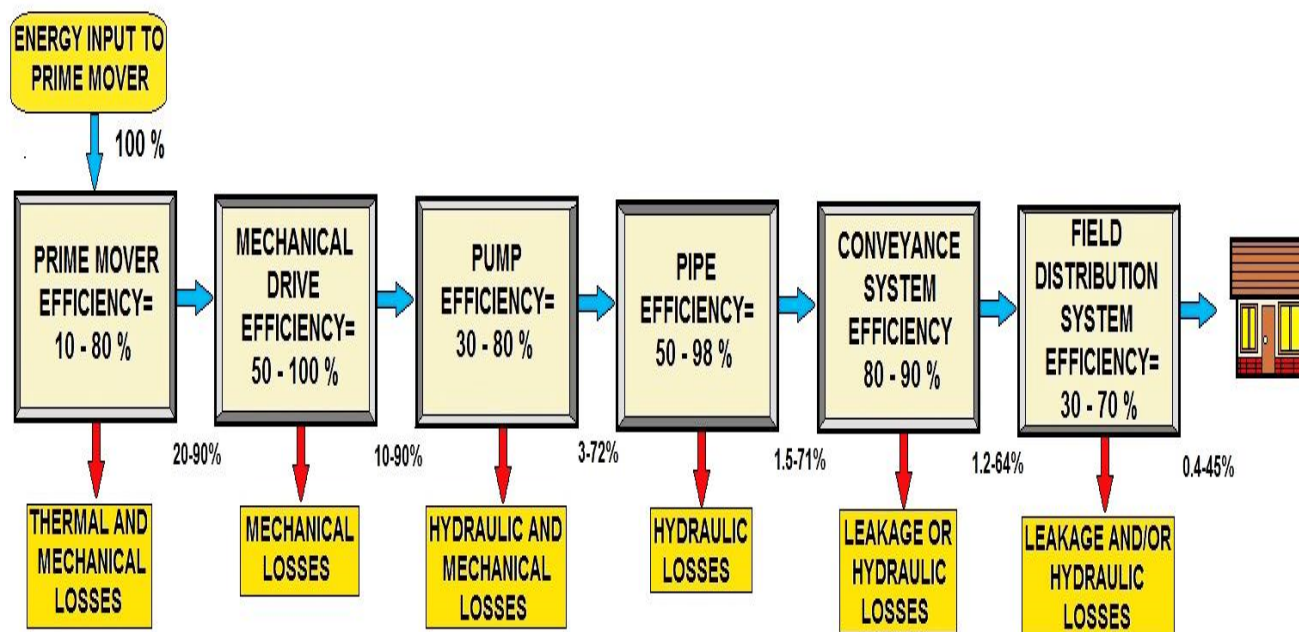 ENERGY INPUT TO
PRIME MOVER
100 %
PRIME MOVER
EFFICIENCY=
10 - 80 %
MECHANICAL
DRIVE
EFFICIENCY=
50 - 100 %
PUMP
EFFICIENCY=
30 - 80 %
PIPE
EFFICIENCY=
50 - 98 %
CONVEYANCE
SYSTEM
EFFICIENCY
80 - 90 %
FIELD
DISTRIBUTION
SYSTEM
EFFICIENCY=
30 - 70 %
20-90%
10-90%
3-72%
1.5-71%
1.2-64%
0.4-45%
THERMAL AND
MECHANICAL
LOSSES
MECHANICAL
LOSSES
HYDRAULIC AND
MECHANICAL
LOSSES
HYDRAULIC
LOSSES
LEAKAGE OR
HYDRAULIC
LOSSES
LEAKAGE AND/OR
HYDRAULIC
LOSSES